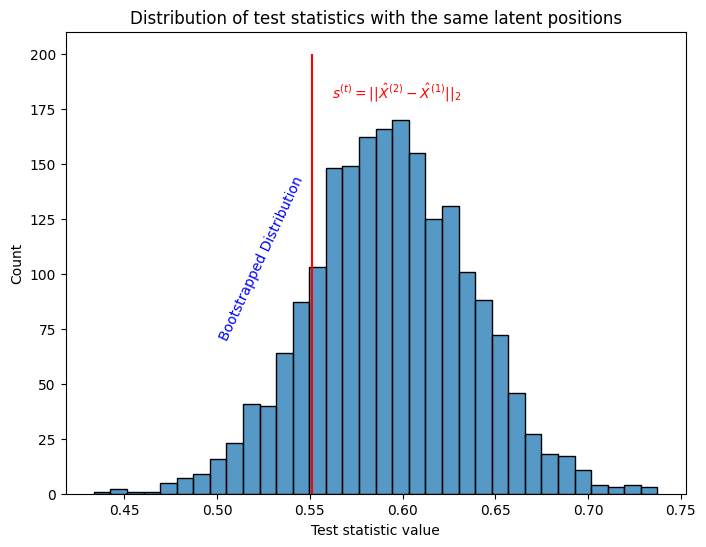 Distribution of test statistics with the same latent positions
200
175
150
125
100
75
50
25
0
Count
s^{(t)} = ||X̂^{(2)} − X̂^{(1)}||_2
Bootstrapped Distribution
0.45 0.50 0.55 0.60 0.65 0.70 0.75
Test statistic value